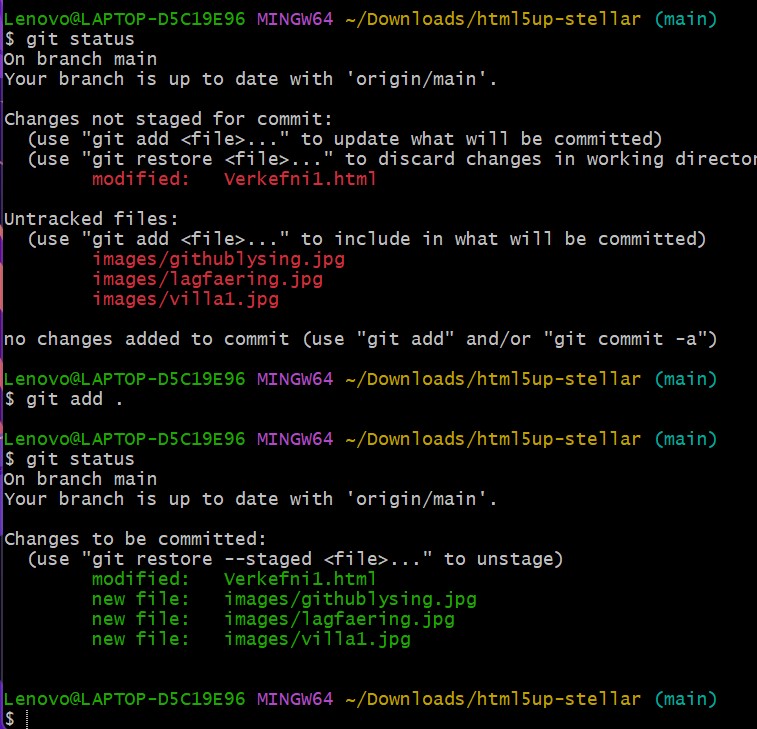 Lenovo@LAPTOP-D5C19E96 MINGW64 ~/Downloads/html5up-stellar (main)
$ git status
On branch main
Your branch is up to date with 'origin/main'.
Changes not staged for commit:
(use "git add <file>..." to update what will be committed)
(use "git restore <file>..." to discard changes in working director
modified: Verkefni1.html
Untracked files:
(use "git add <file>..." to include in what will be committed)
images/githublysing.jpg
images/lagfaering.jpg
images/villa1.jpg
no changes added to commit (use "git add" and/or "git commit -a")
Lenovo@LAPTOP-D5C19E96 MINGW64 ~/Downloads/html5up-stellar (main)
$ git add .
Lenovo@LAPTOP-D5C19E96 MINGW64 ~/Downloads/html5up-stellar (main)
$ git status
On branch main
Your branch is up to date with 'origin/main'.
Changes to be committed:
(use "git restore --staged <file>..." to unstage)
modified: Verkefni1.html
new file: images/githublysing.jpg
new file: images/lagfaering.jpg
new file: images/villa1.jpg
Lenovo@LAPTOP-D5C19E96 MINGW64 ~/Downloads/html5up-stellar (main)
$